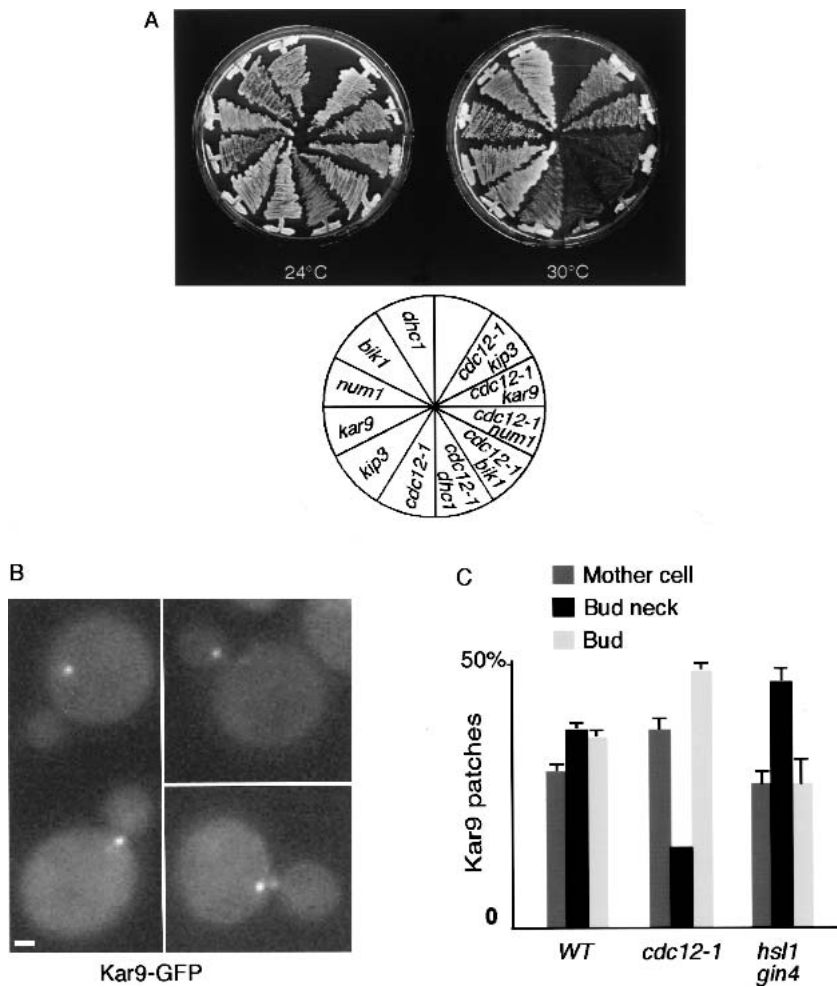 A
24°C
30°C
dhc1
bik1
num1
kar9
kip3
cdc12-1
cdc12-1
dhc1
cdc12-1
bik1
cdc12-1
num1
cdc12-1
kar9
cdc12-1
kip3
B
Kar9-GFP
C
Mother cell
Bud neck
Bud
50%
Kar9 patches
0
WT
cdc12-1
hsl1
gin4